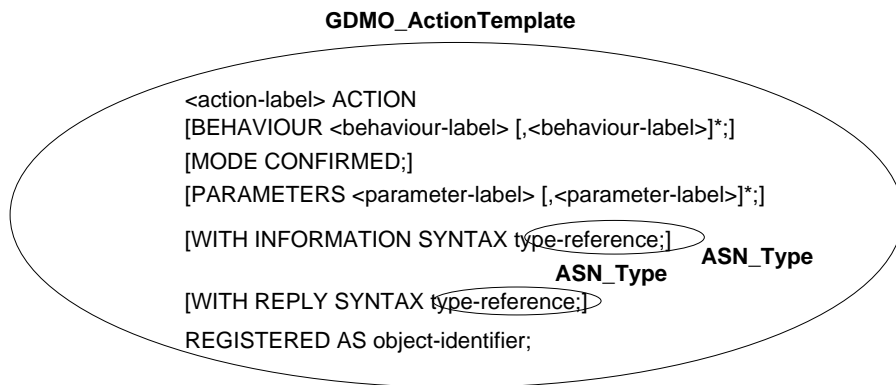 GDMO_ActionTemplate
<action-label> ACTION
[BEHAVIOUR <behaviour-label> [,<behaviour-label>]*;]
[MODE CONFIRMED;]
[PARAMETERS <parameter-label> [,<parameter-label>]*;]
[WITH INFORMATION SYNTAX type-reference;]
ASN_Type
ASN_Type
[WITH REPLY SYNTAX type-reference;]
REGISTERED AS object-identifier;